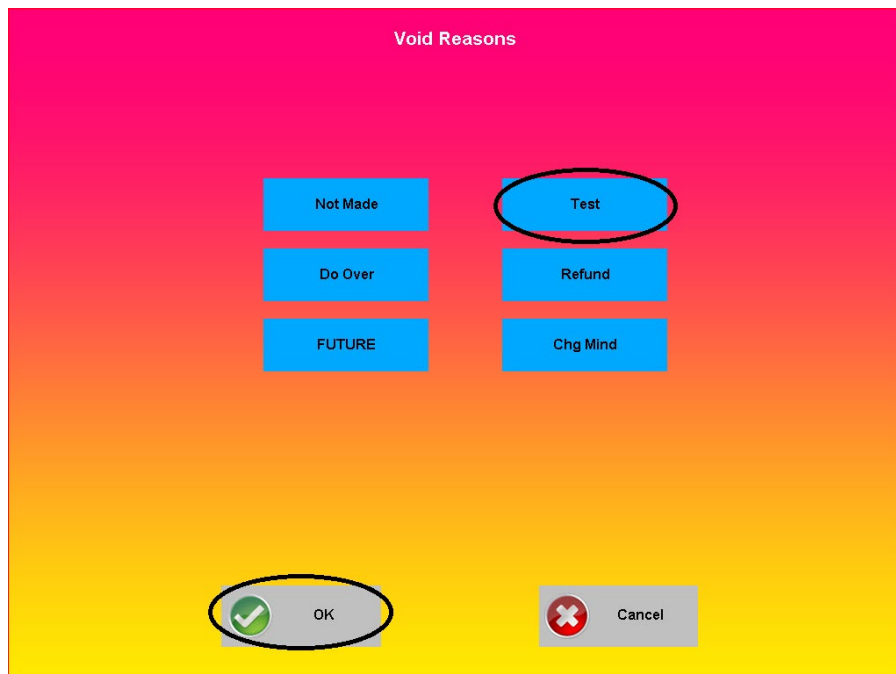 Void Reasons
Not Made
Test
Do Over
Refund
FUTURE
Chg Mind
OK
Cancel